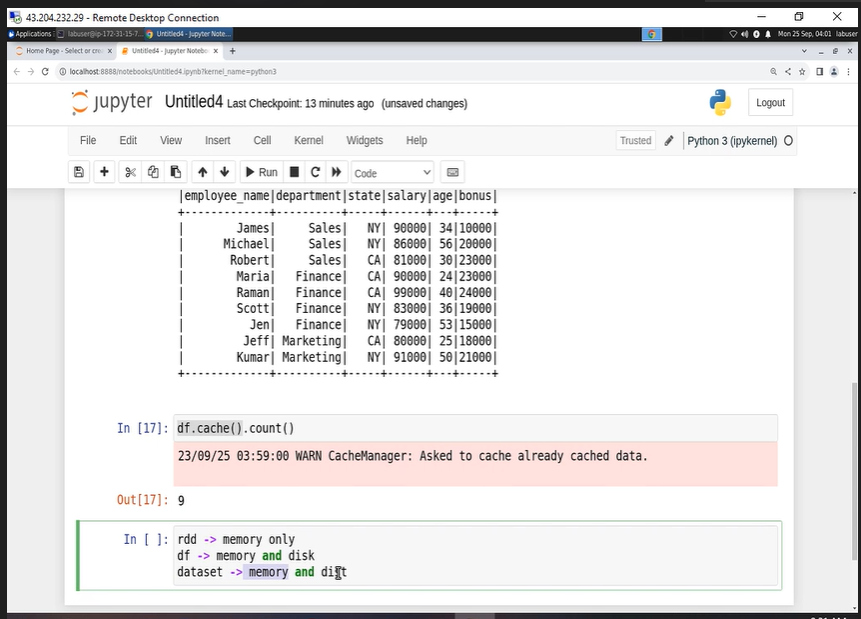 43.204.232.29 - Remote Desktop Connection
Applications labuser@ip-172-31-15-7... Untitled4 - Jupyter Note... Mon 25 Sep, 04:01 labuser
Home Page - Select or cre Untitled4 - Jupyter Notebo
localhost:8888/notebooks/Untitled4.ipynb?kernel_name=python3
jupyter Untitled4 Last Checkpoint: 13 minutes ago (unsaved changes) Logout
File Edit View Insert Cell Kernel Widgets Help Trusted Python 3 (ipykernel)
Run Code
|employee_name|department|state|salary|age|bonus|
+-------------+----------+-----+------+---+-----+
| James| Sales| NY| 90000| 34|10000|
| Michael| Sales| NY| 86000| 56|20000|
| Robert| Sales| CA| 81000| 30|23000|
| Maria| Finance| CA| 90000| 24|23000|
| Raman| Finance| CA| 99000| 40|24000|
| Scott| Finance| NY| 83000| 36|19000|
| Jen| Finance| NY| 79000| 53|15000|
| Jeff| Marketing| CA| 80000| 25|18000|
| Kumar| Marketing| NY| 91000| 50|21000|
+-------------+----------+-----+------+---+-----+
In [17]: df.cache().count()
23/09/25 03:59:00 WARN CacheManager: Asked to cache already cached data.
Out[17]: 9
In [ ]: rdd -> memory only
df -> memory and disk
dataset -> memory and